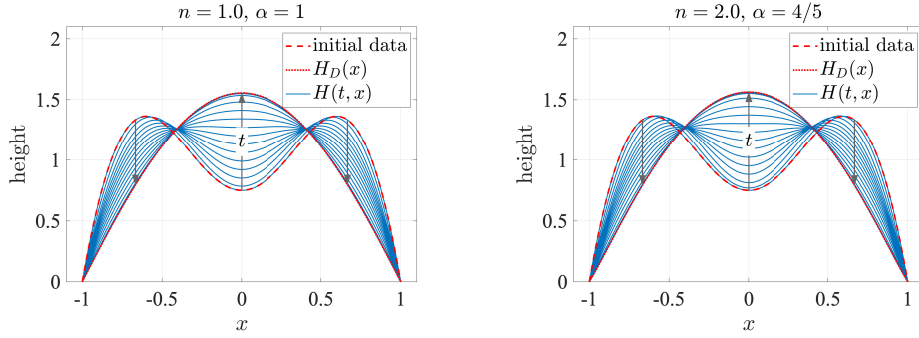 n = 1.0, α = 1
2
1.5
1
0.5
0
height
initial data
H_D(x)
H(t, x)
t
-1
-0.5
0
0.5
1
x
n = 2.0, α = 4/5
2
1.5
1
0.5
0
height
initial data
H_D(x)
H(t, x)
t
-1
-0.5
0
0.5
1
x